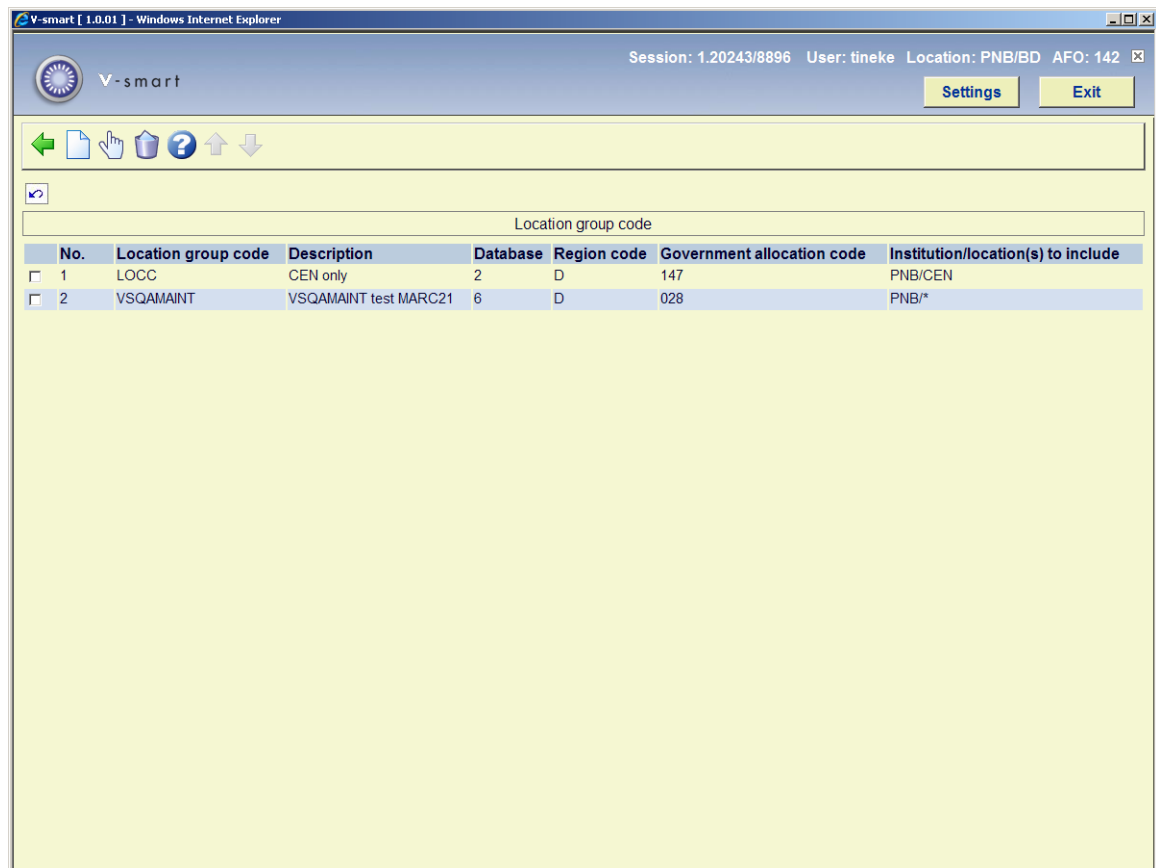 V-smart [ 1.0.01 ] - Windows Internet Explorer
Session: 1.20243/8896 User: tineke Location: PNB/BD AFO: 142
V-smart
Settings Exit
Location group code
No. Location group code Description Database Region code Government allocation code Institution/location(s) to include
1 LOCC CEN only 2 D 147 PNB/CEN
2 VSQAMAINT VSQAMAINT test MARC21 6 D 028 PNB/*